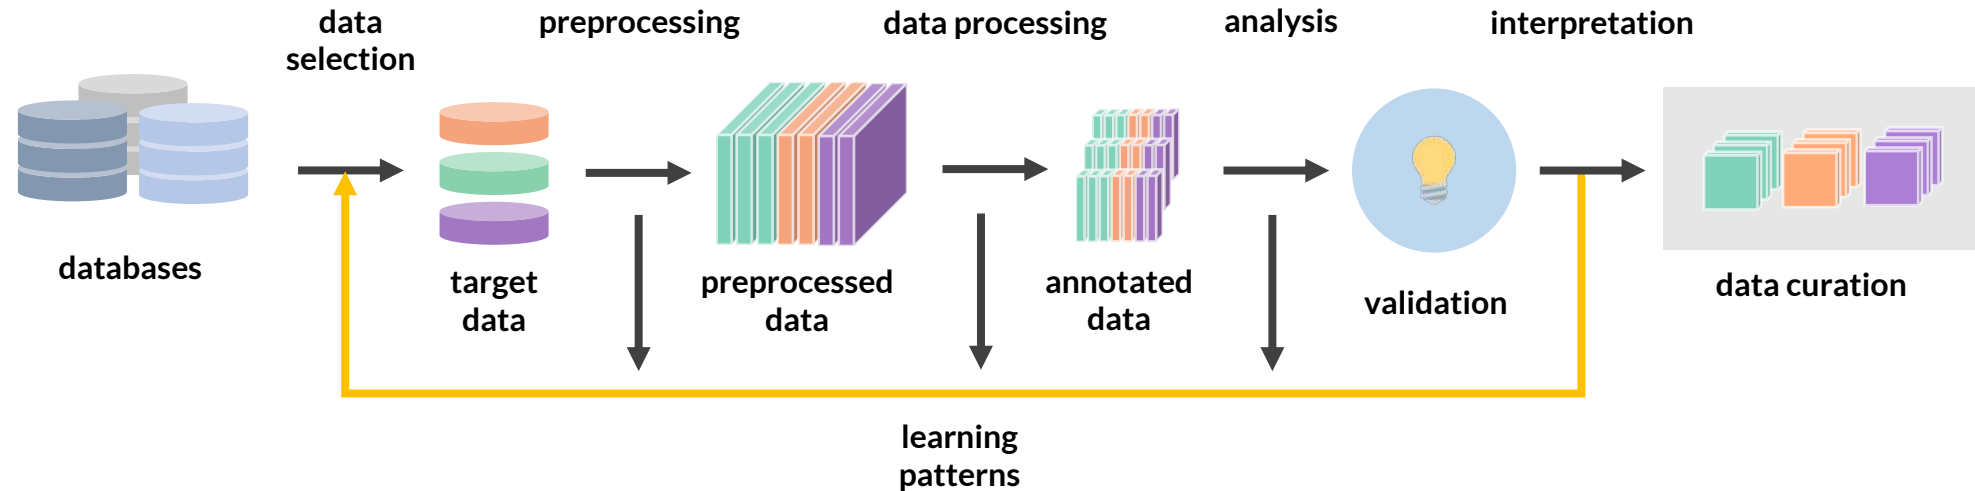 data
selection
preprocessing
data processing
analysis
interpretation
databases
target
data
preprocessed
data
annotated
data
validation
data curation
learning
patterns